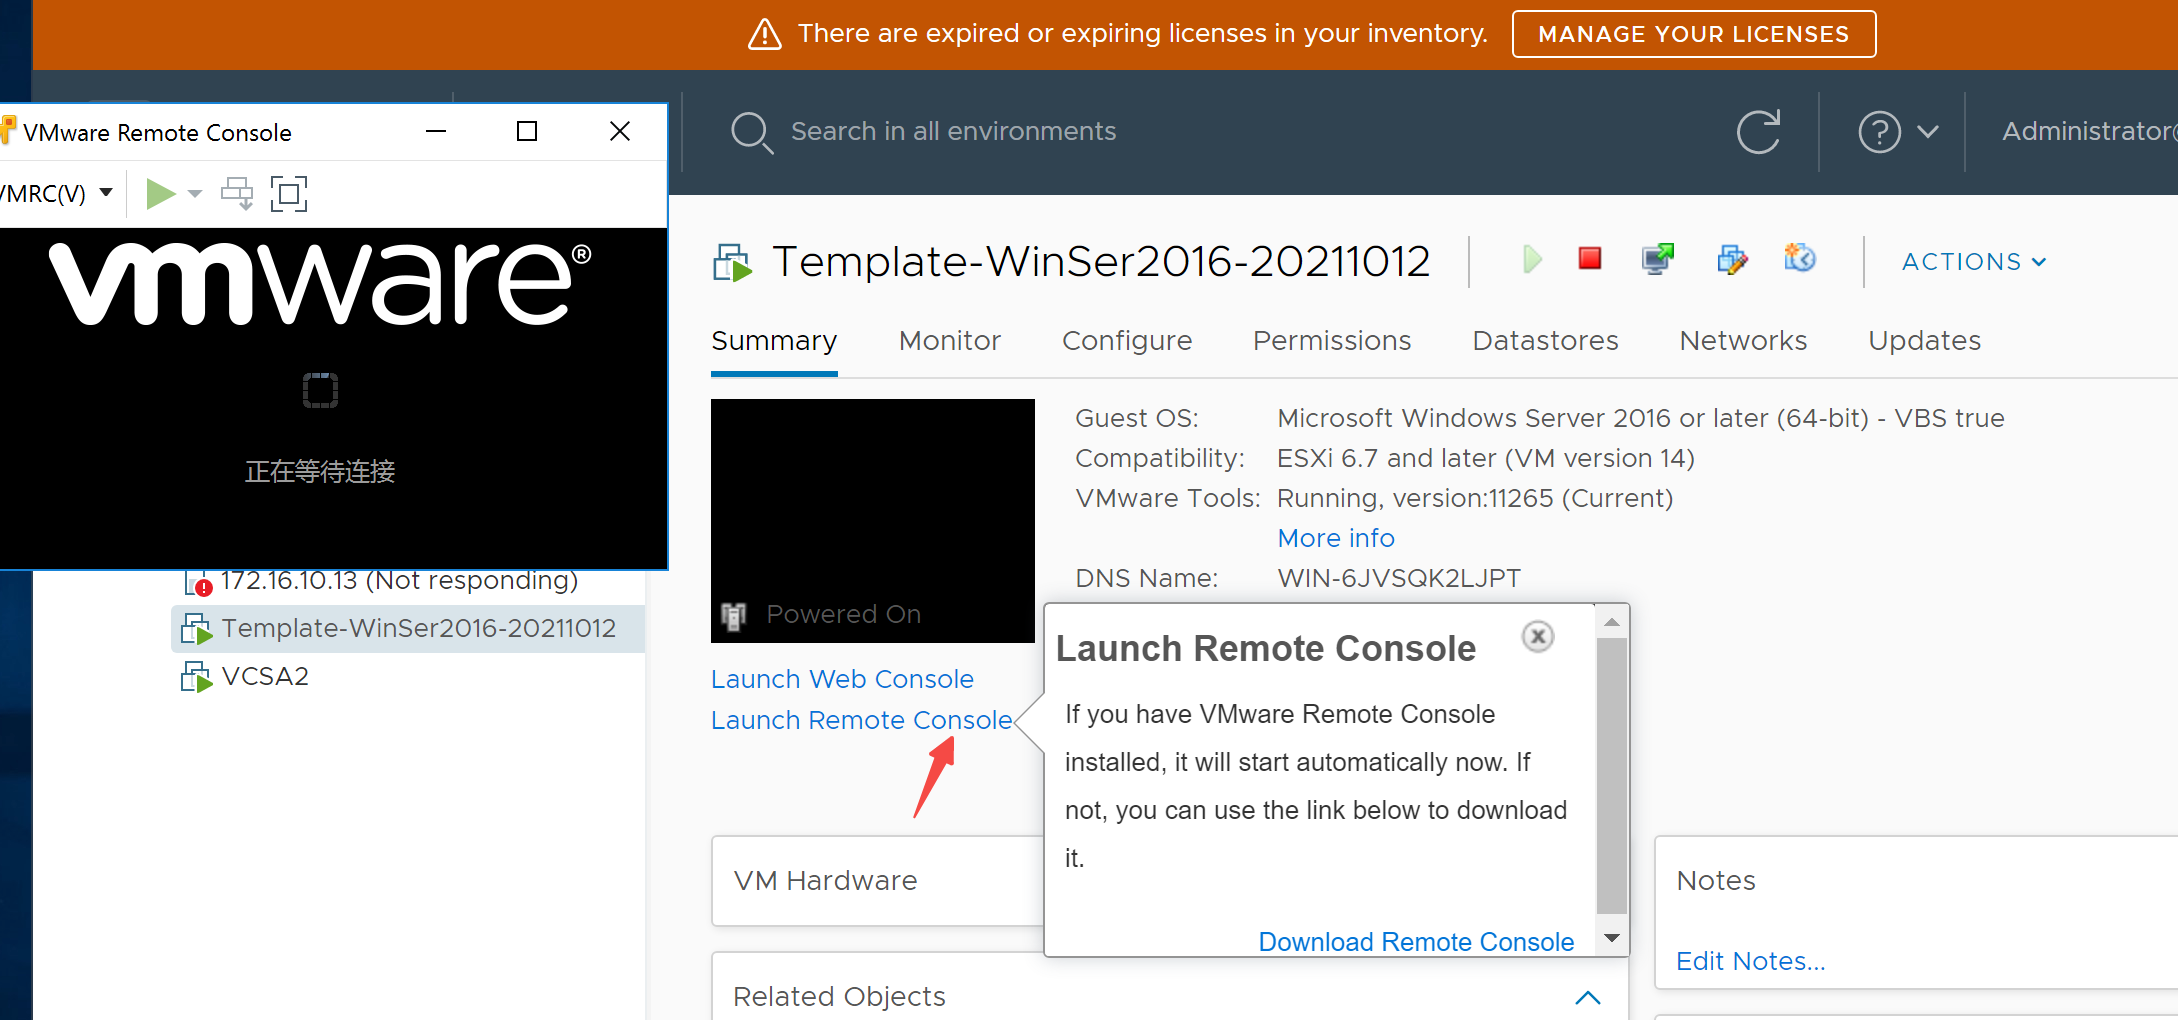 There are expired or expiring licenses in your inventory.
MANAGE YOUR LICENSES
VMware Remote Console
VMRC(V)
vmware®
正在等待连接
Search in all environments
Administrator@
172.16.10.13 (Not responding)
Template-WinSer2016-20211012
VCSA2
Template-WinSer2016-20211012
ACTIONS
Summary
Monitor
Configure
Permissions
Datastores
Networks
Updates
Powered On
Guest OS: Microsoft Windows Server 2016 or later (64-bit) - VBS true
Compatibility: ESXi 6.7 and later (VM version 14)
VMware Tools: Running, version:11265 (Current)
More info
DNS Name: WIN-6JVSQK2LJPT
Launch Web Console
Launch Remote Console
Launch Remote Console
If you have VMware Remote Console
installed, it will start automatically now. If
not, you can use the link below to download
it.
Download Remote Console
VM Hardware
Related Objects
Notes
Edit Notes...